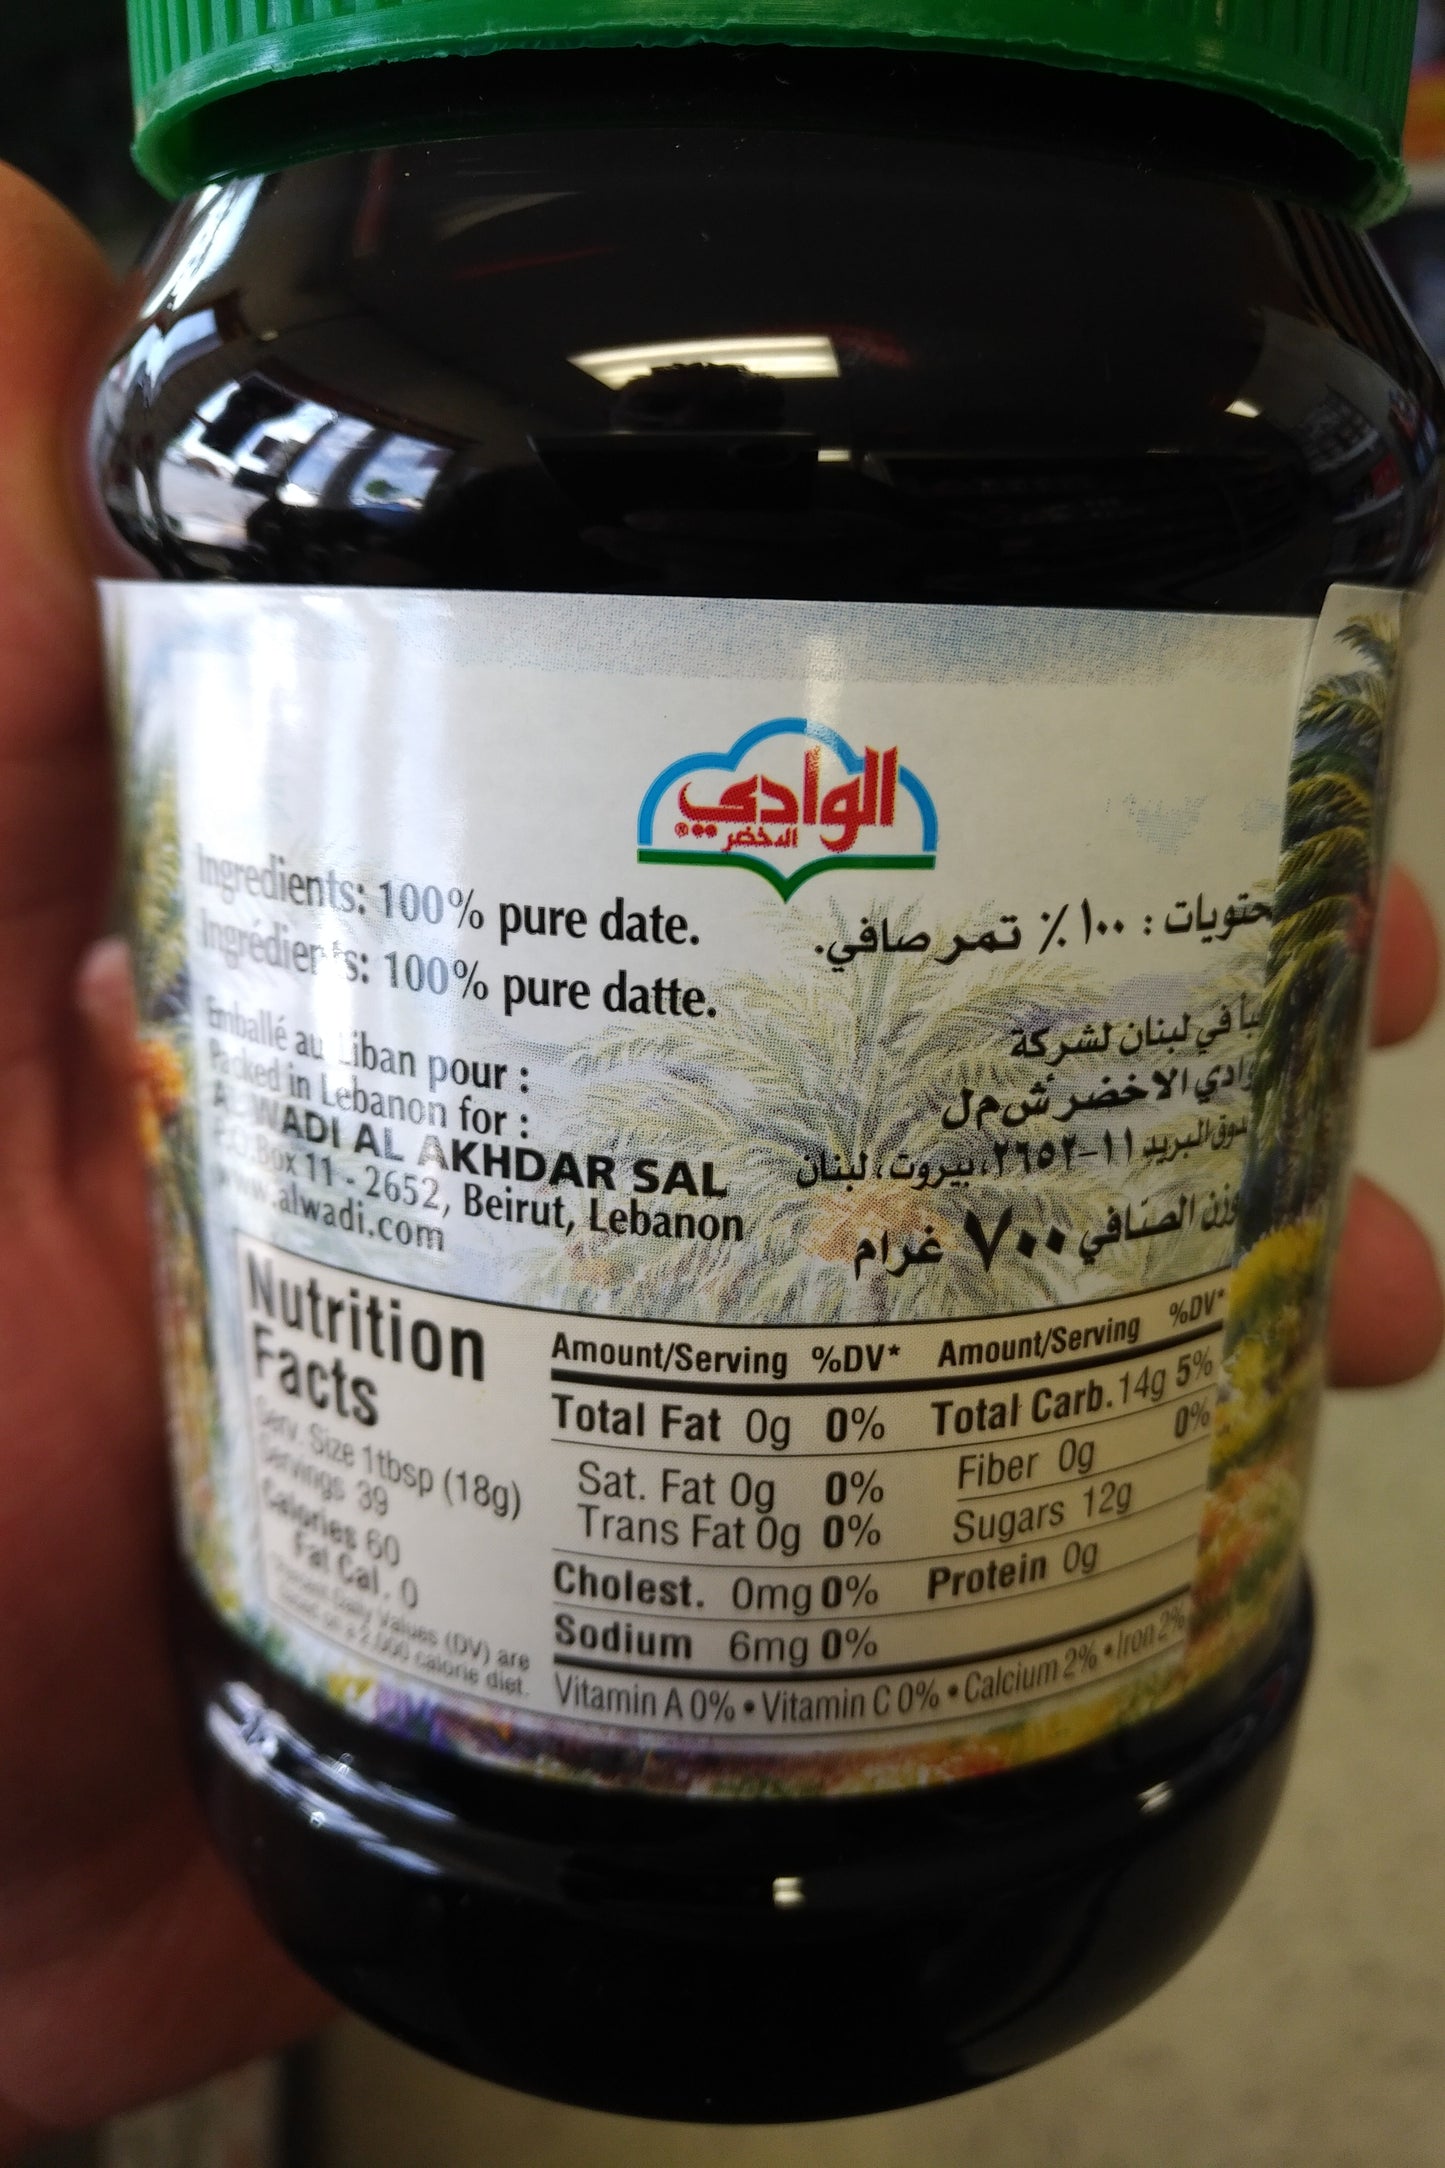 الوادي
الاخضر
Ingredients: 100% pure date.
Ingrédients: 100% pure datte.
Emballé au Liban pour :
Packed in Lebanon for :
AL WADI AL AKHDAR SAL
P.O.Box 11 - 2652, Beirut, Lebanon
www.alwadi.com
١٠٠ ٪ تمر صافي.
في لبنان لشركة
الاخضر ش م ل
البريد ١١-٢٦٥٢، بيروت، لبنان
الصافي ٧٠٠ غرام
Nutrition
Facts
Serv. Size 1tbsp (18g)
Servings 39
Calories 60
Fat Cal. 0
*Percent Daily Values (DV) are
based on a 2,000 calorie diet.
Amount/Serving %DV* Amount/Serving %DV*
Total Fat 0g 0% Total Carb. 14g 5%
Sat. Fat 0g 0% Fiber 0g 0%
Trans Fat 0g 0% Sugars 12g
Cholest. 0mg 0% Protein 0g
Sodium 6mg 0%
Vitamin A 0% • Vitamin C 0% • Calcium 2% • Iron 2%